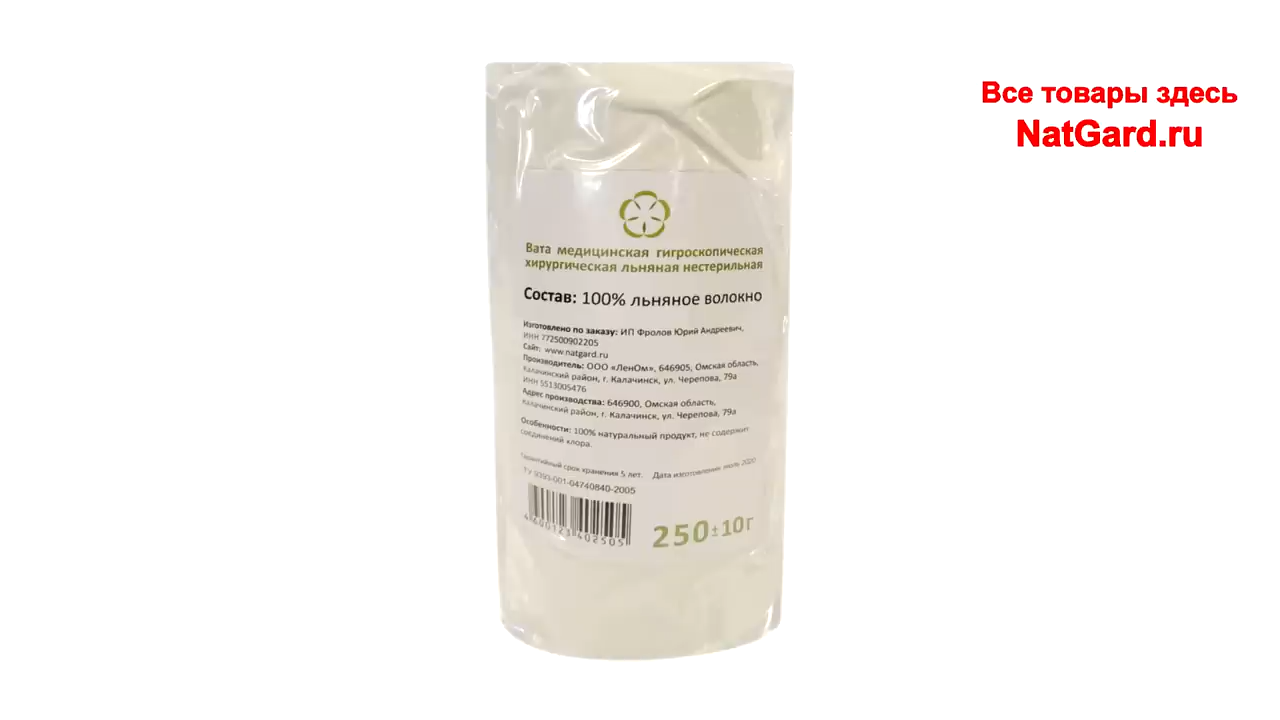 Все товары здесь
NatGard.ru
Вата медицинская гигроскопическая
хирургическая льняная нестерильная
Состав: 100% льняное волокно
Изготовлено по заказу: ИП Фролов Юрий Андреевич,
ИНН 772500902205
Сайт: www.natgard.ru
Производитель: ООО «ЛенОм», 646905, Омская область,
Калачинский район, г. Калачинск, ул. Черепова, 79а
ИНН 5513005476
Адрес производства: 646900, Омская область,
Калачинский район, г. Калачинск, ул. Черепова, 79а
Особенности: 100% натуральный продукт, не содержит
соединений хлора.
Гарантийный срок хранения 5 лет. Дата изготовления: июль 2020
ТУ 9393-001-04740840-2005
4600123402505
250±10г